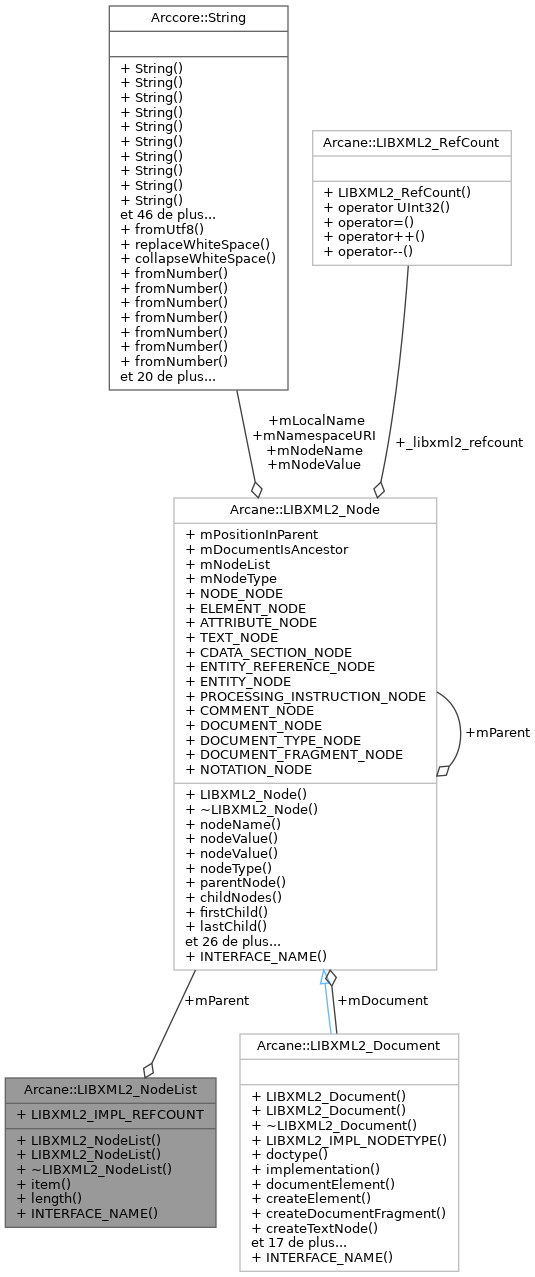 Arccore::String
+ String()
+ String()
+ String()
+ String()
+ String()
+ String()
+ String()
+ String()
+ String()
+ String()
et 46 de plus...
+ fromUtf8()
+ replaceWhiteSpace()
+ collapseWhiteSpace()
+ fromNumber()
+ fromNumber()
+ fromNumber()
+ fromNumber()
+ fromNumber()
+ fromNumber()
+ fromNumber()
et 20 de plus...
Arcane::LIBXML2_RefCount
+ LIBXML2_RefCount()
+ operator UInt32()
+ operator=()
+ operator++()
+ operator--()
+mLocalName
+mNamespaceURI
+mNodeName
+mNodeValue
+_libxml2_refcount
Arcane::LIBXML2_Node
+ mPositionInParent
+ mDocumentIsAncestor
+ mNodeList
+ mNodeType
+ NODE_NODE
+ ELEMENT_NODE
+ ATTRIBUTE_NODE
+ TEXT_NODE
+ CDATA_SECTION_NODE
+ ENTITY_REFERENCE_NODE
+ ENTITY_NODE
+ PROCESSING_INSTRUCTION_NODE
+ COMMENT_NODE
+ DOCUMENT_NODE
+ DOCUMENT_TYPE_NODE
+ DOCUMENT_FRAGMENT_NODE
+ NOTATION_NODE
+ LIBXML2_Node()
+ ~LIBXML2_Node()
+ nodeName()
+ nodeValue()
+ nodeValue()
+ nodeType()
+ parentNode()
+ childNodes()
+ firstChild()
+ lastChild()
et 26 de plus...
+ INTERFACE_NAME()
+mParent
+mParent
+mDocument
Arcane::LIBXML2_NodeList
+ LIBXML2_IMPL_REFCOUNT
+ LIBXML2_NodeList()
+ LIBXML2_NodeList()
+ ~LIBXML2_NodeList()
+ item()
+ length()
+ INTERFACE_NAME()
Arcane::LIBXML2_Document
+ LIBXML2_Document()
+ LIBXML2_Document()
+ ~LIBXML2_Document()
+ LIBXML2_IMPL_NODETYPE()
+ doctype()
+ implementation()
+ documentElement()
+ createElement()
+ createDocumentFragment()
+ createTextNode()
et 17 de plus...
+ INTERFACE_NAME()